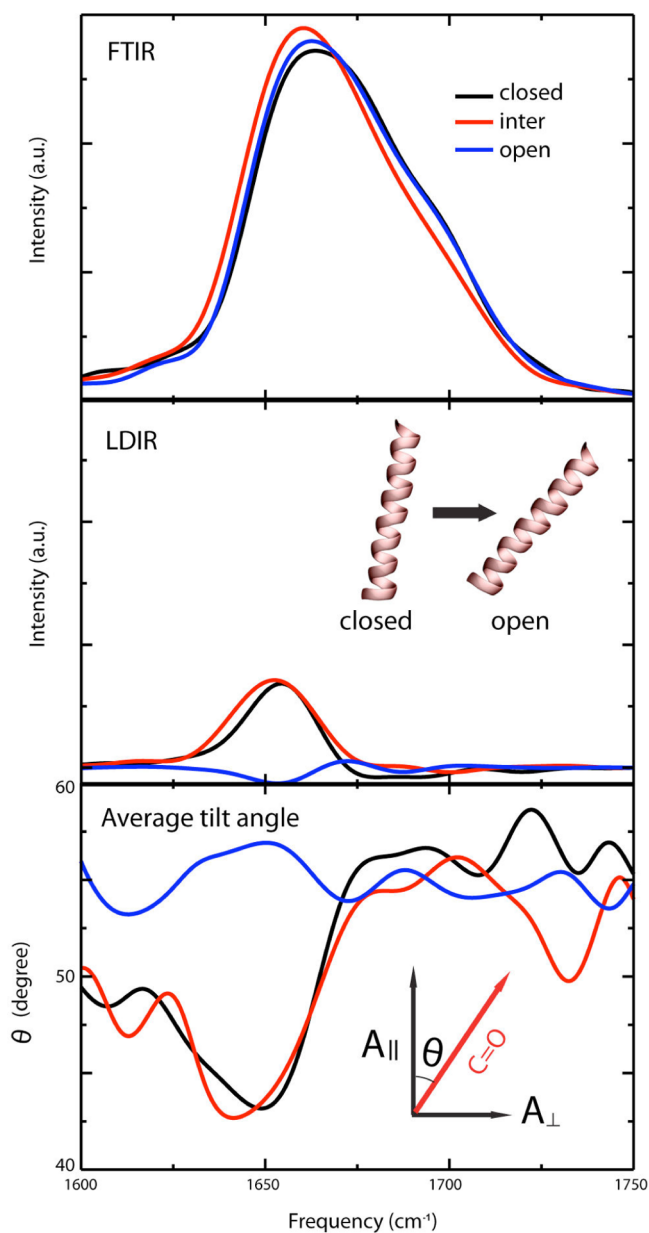 FTIR
closed
inter
open
Intensity (a.u.)
LDIR
closed
open
Intensity (a.u.)
60
Average tilt angle
50
θ (degree)
A||
θ
C=O
A⊥
40
1600
1650
1700
1750
Frequency (cm⁻¹)